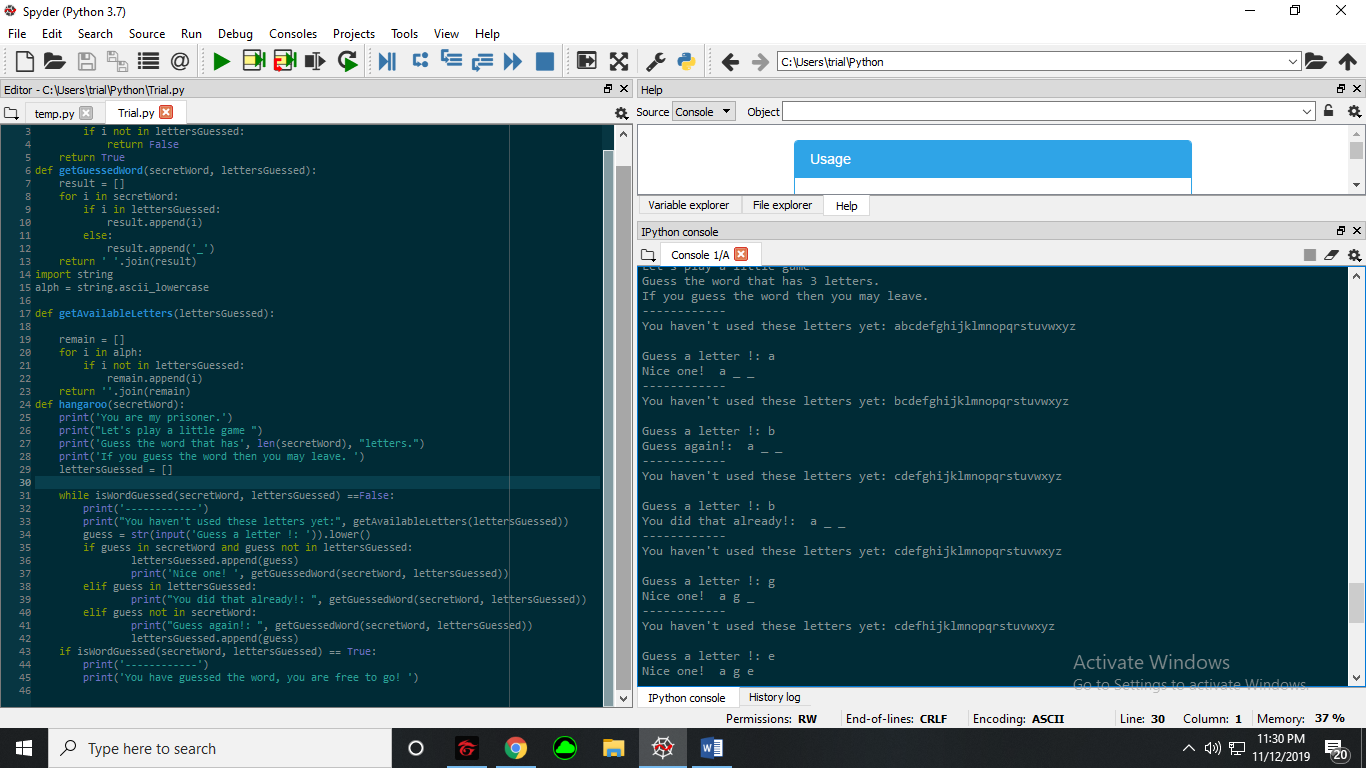 Spyder (Python 3.7)
File Edit Search Source Run Debug Consoles Projects Tools View Help
C:\Users\trial\Python
Editor - C:\Users\trial\Python\Trial.py
temp.py Trial.py
3         if i not in lettersGuessed:
4             return False
5     return True
6 def getGuessedWord(secretWord, lettersGuessed):
7     result = []
8     for i in secretWord:
9         if i in lettersGuessed:
10             result.append(i)
11         else:
12             result.append('_')
13     return ' '.join(result)
14 import string
15 alph = string.ascii_lowercase
16
17 def getAvailableLetters(lettersGuessed):
18
19     remain = []
20     for i in alph:
21         if i not in lettersGuessed:
22             remain.append(i)
23     return ''.join(remain)
24 def hangaroo(secretWord):
25     print('You are my prisoner.')
26     print("Let's play a little game ")
27     print('Guess the word that has', len(secretWord), "letters.")
28     print('If you guess the word then you may leave. ')
29     lettersGuessed = []
30
31     while isWordGuessed(secretWord, lettersGuessed) ==False:
32         print('------------')
33         print("You haven't used these letters yet:", getAvailableLetters(lettersGuessed))
34         guess = str(input('Guess a letter !: ')).lower()
35         if guess in secretWord and guess not in lettersGuessed:
36                 lettersGuessed.append(guess)
37                 print('Nice one! ', getGuessedWord(secretWord, lettersGuessed))
38         elif guess in lettersGuessed:
39                 print("You did that already!: ", getGuessedWord(secretWord, lettersGuessed))
40         elif guess not in secretWord:
41                 print("Guess again!: ", getGuessedWord(secretWord, lettersGuessed))
42                 lettersGuessed.append(guess)
43     if isWordGuessed(secretWord, lettersGuessed) == True:
44         print('------------')
45         print('You have guessed the word, you are free to go! ')
46
Help
Source Console Object
Usage
Variable explorer File explorer Help
IPython console
Console 1/A
Let's play a little game
Guess the word that has 3 letters.
If you guess the word then you may leave.
------------
You haven't used these letters yet: abcdefghijklmnopqrstuvwxyz
Guess a letter !: a
Nice one!  a _ _
------------
You haven't used these letters yet: bcdefghijklmnopqrstuvwxyz
Guess a letter !: b
Guess again!:  a _ _
------------
You haven't used these letters yet: cdefghijklmnopqrstuvwxyz
Guess a letter !: b
You did that already!:  a _ _
------------
You haven't used these letters yet: cdefghijklmnopqrstuvwxyz
Guess a letter !: g
Nice one!  a g _
------------
You haven't used these letters yet: cdefhijklmnopqrstuvwxyz
Guess a letter !: e
Nice one!  a g e
Activate Windows
Go to Settings to activate Windows.
IPython console History log
Permissions: RW End-of-lines: CRLF Encoding: ASCII Line: 30 Column: 1 Memory: 37 %
Type here to search
11:30 PM
11/12/2019
20